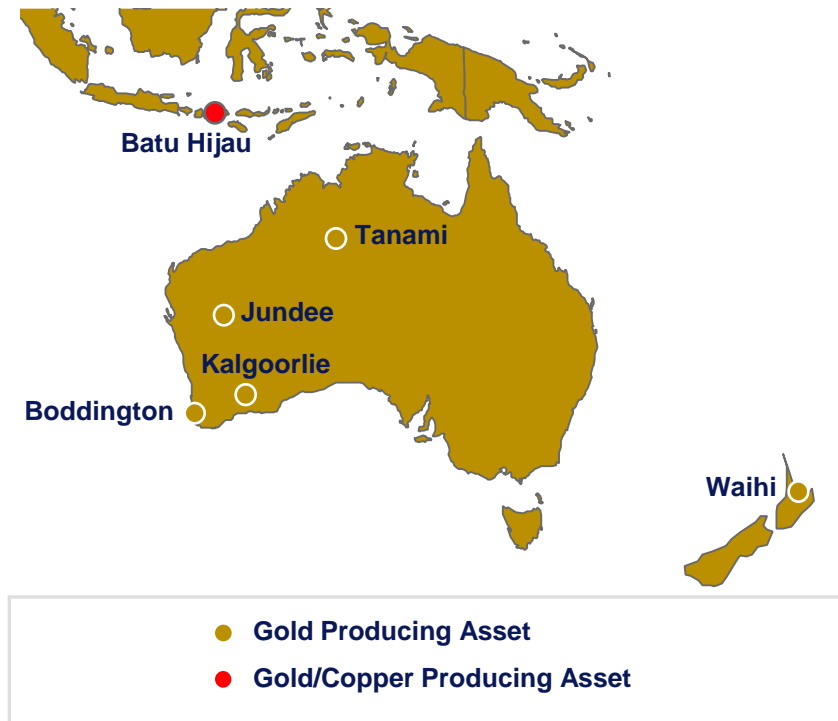 Batu Hijau
Tanami
Jundee
Kalgoorlie
Boddington
Waihi
Gold Producing Asset
Gold/Copper Producing Asset